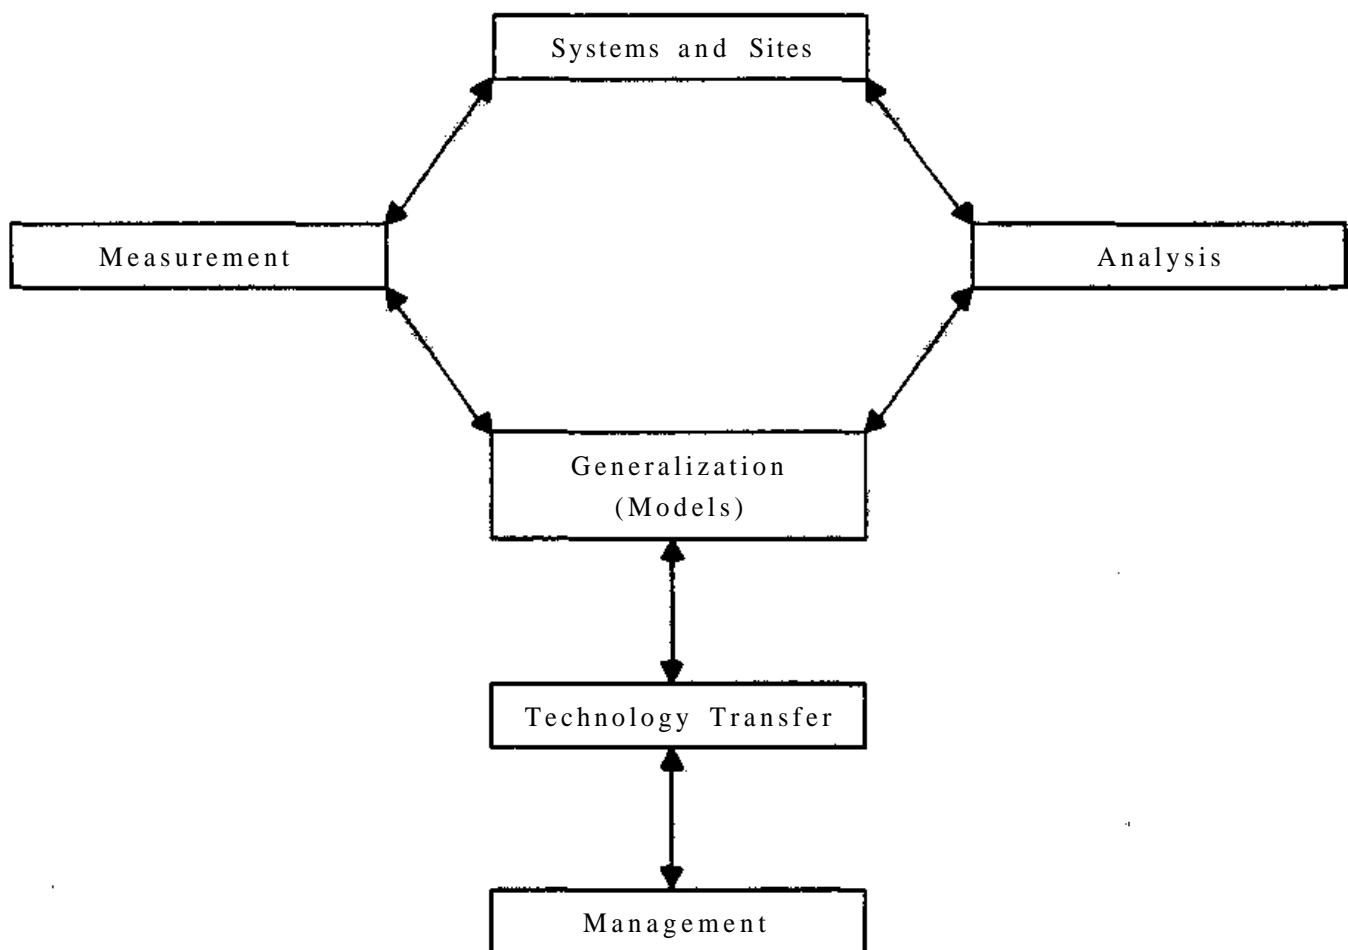 Systems and Sites
Measurement
Analysis
Generalization
(Models)
Technology Transfer
Management